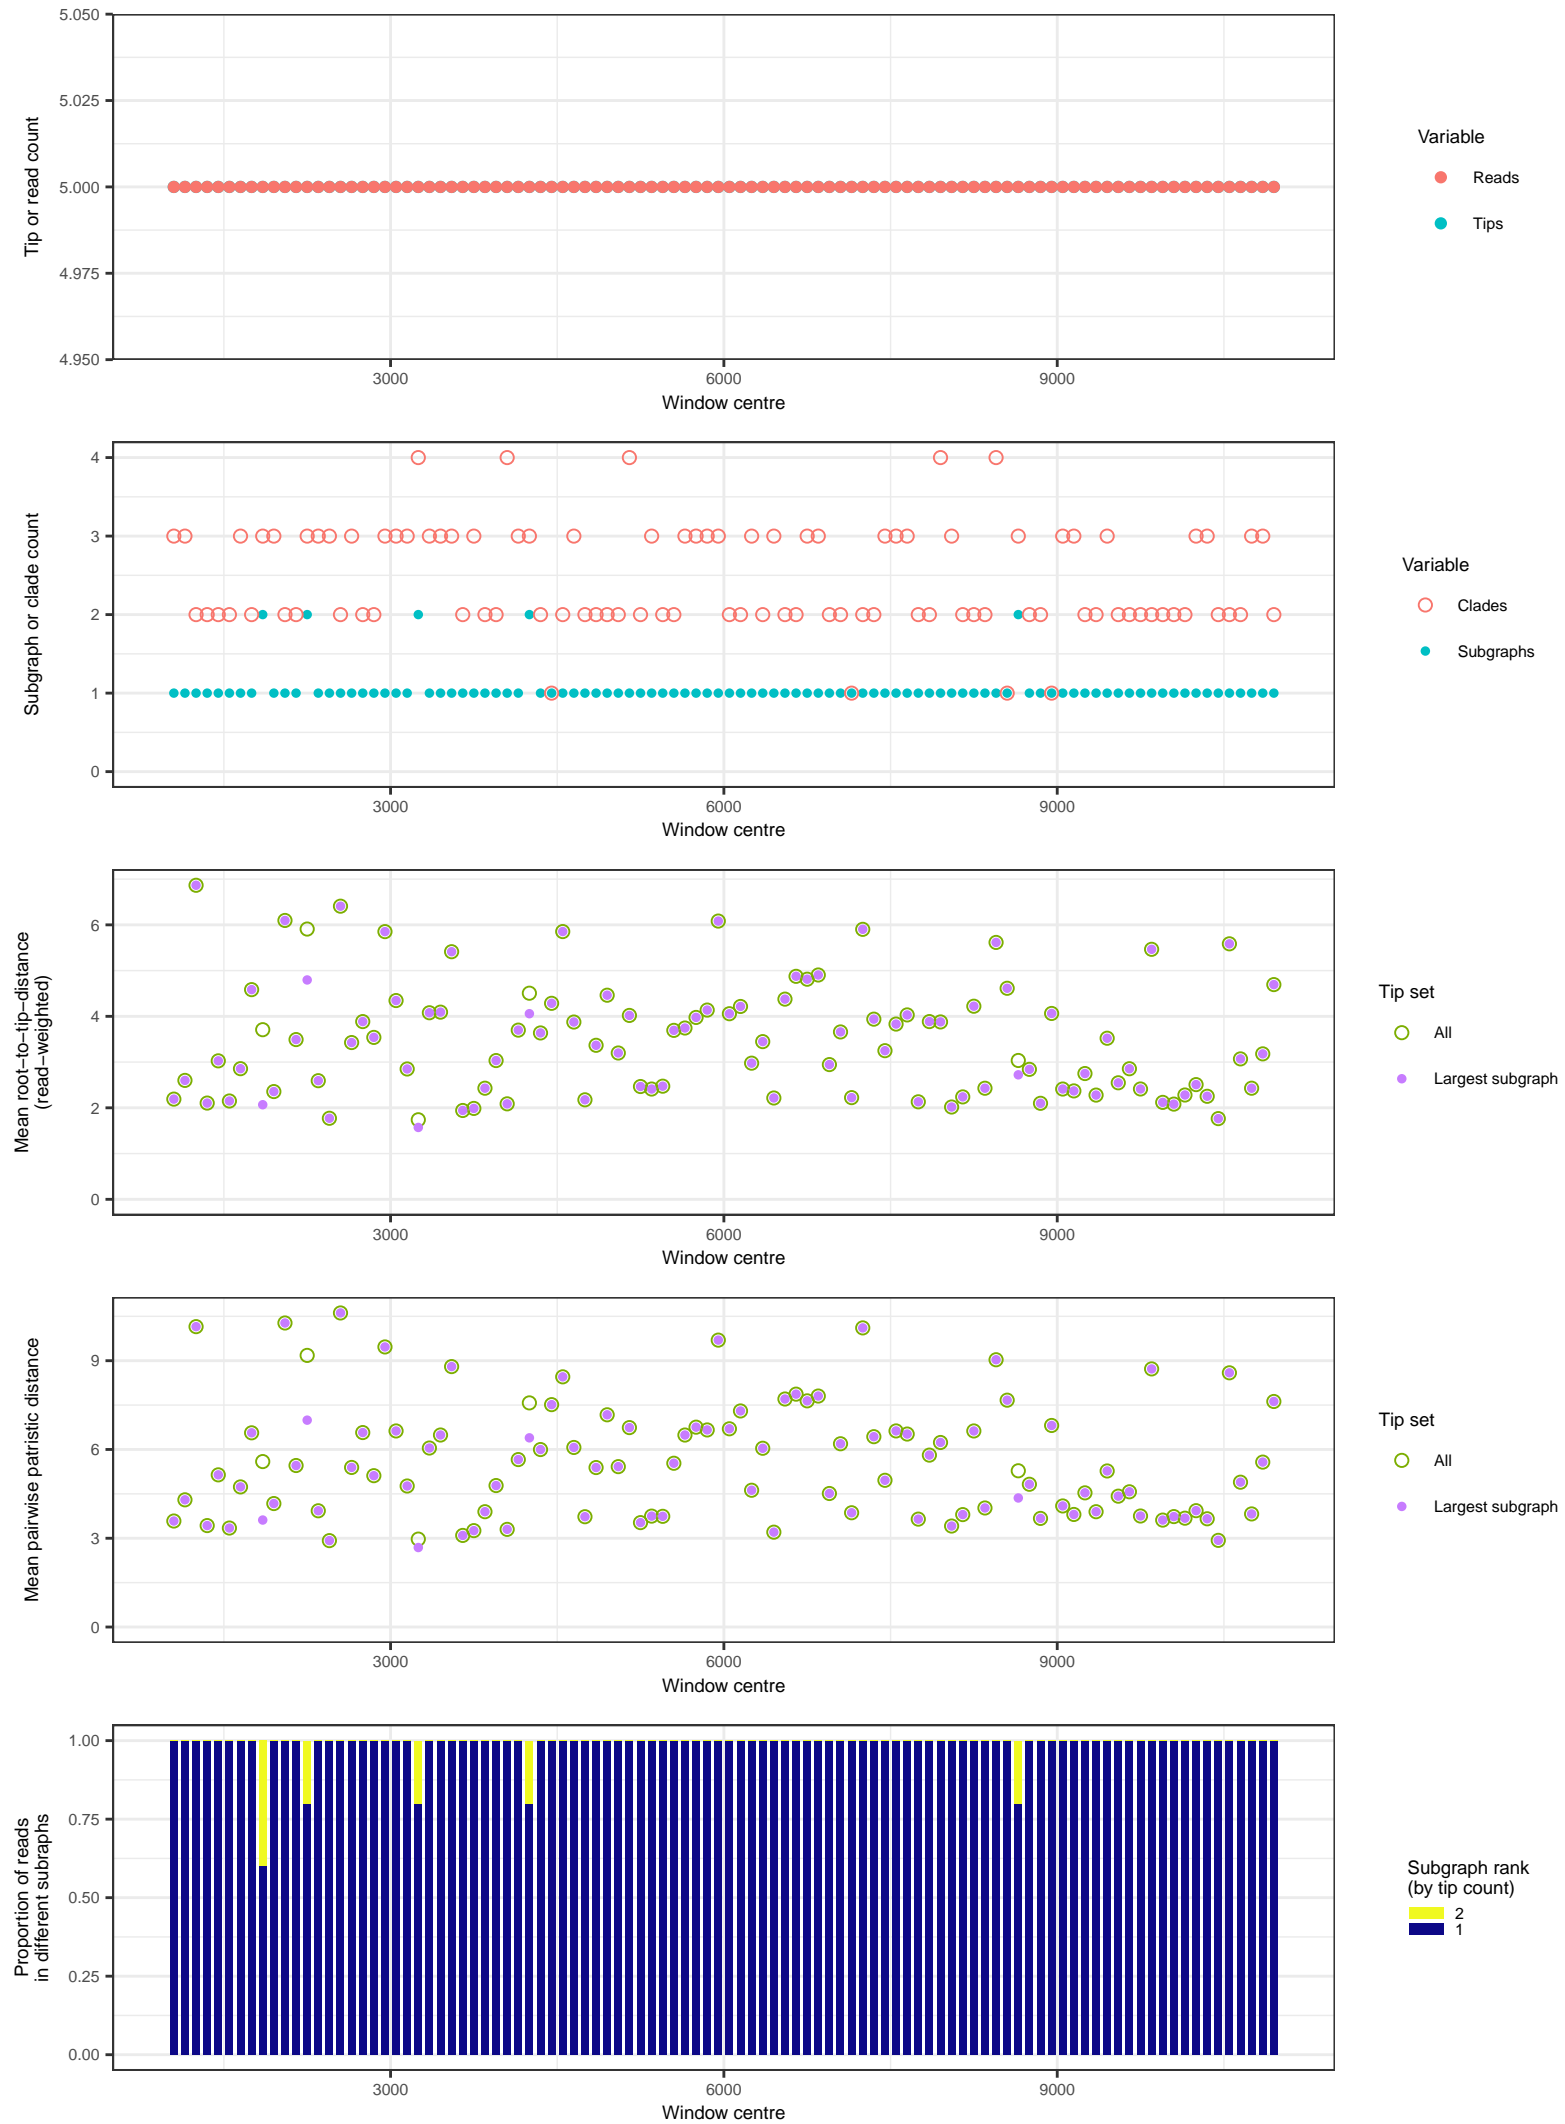 5.050
5.025
5.000
4.975
4.950
Tip or read count
3000 6000 9000
Window centre
Variable
Reads
Tips
4
3
2
1
0
Subgraph or clade count
3000 6000 9000
Window centre
Variable
Clades
Subgraphs
6
4
2
0
Mean root−to−tip−distance
(read−weighted)
3000 6000 9000
Window centre
Tip set
All
Largest subgraph
9
6
3
0
Mean pairwise patristic distance
3000 6000 9000
Window centre
Tip set
All
Largest subgraph
1.00
0.75
0.50
0.25
0.00
Proportion of reads
in different subraphs
3000 6000 9000
Window centre
Subgraph rank
(by tip count)
2
1